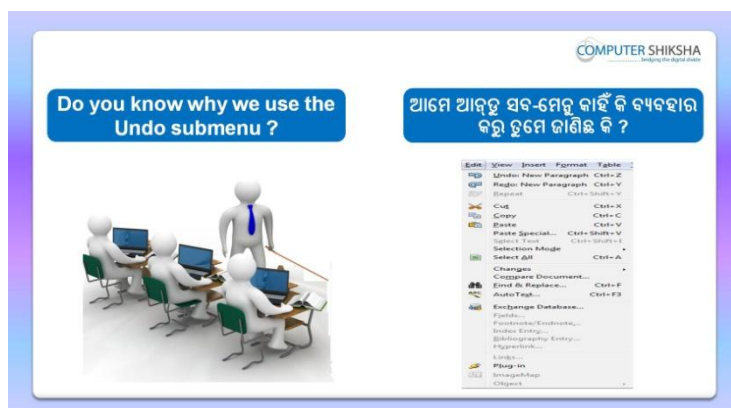 COMPUTER SHIKSHA
bridging the digital divide
Do you know why we use the
Undo submenu ?
ଆମେ ଆନ୍‌ଡୁ ସବ-ମେନୁ କାହିଁ କି ବ୍ୟବହାର
କରୁ ତୁମେ ଜାଣିଛ କି ?
Edit View Insert Format Table
Undo: New Paragraph Ctrl+Z
Redo: New Paragraph Ctrl+Y
Repeat Ctrl+Shift+Y
Cut Ctrl+X
Copy Ctrl+C
Paste Ctrl+V
Paste Special... Ctrl+Shift+V
Select Text Ctrl+Shift+I
Selection Mode
Select All Ctrl+A
Changes
Compare Document...
Find & Replace... Ctrl+F
AutoText... Ctrl+F3
Exchange Database...
Fields...
Footnote/Endnote...
Index Entry...
Bibliography Entry...
Hyperlink...
Links...
Plug-in
ImageMap
Object